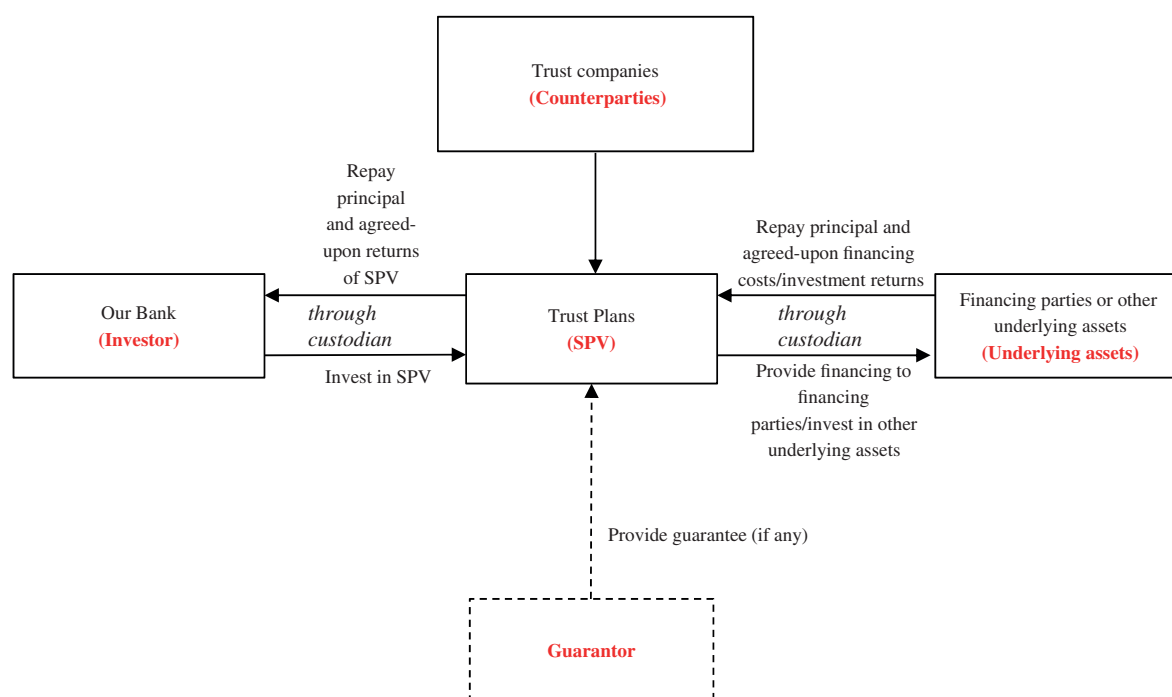 Trust companies
(Counterparties)
Repay
principal
and agreed-
upon returns
of SPV
Repay principal and
agreed-upon financing
costs/investment returns
Our Bank
(Investor)
through
custodian
Invest in SPV
Trust Plans
(SPV)
through
custodian
Provide financing to
financing
parties/invest in other
underlying assets
Financing parties or other
underlying assets
(Underlying assets)
Provide guarantee (if any)
Guarantor